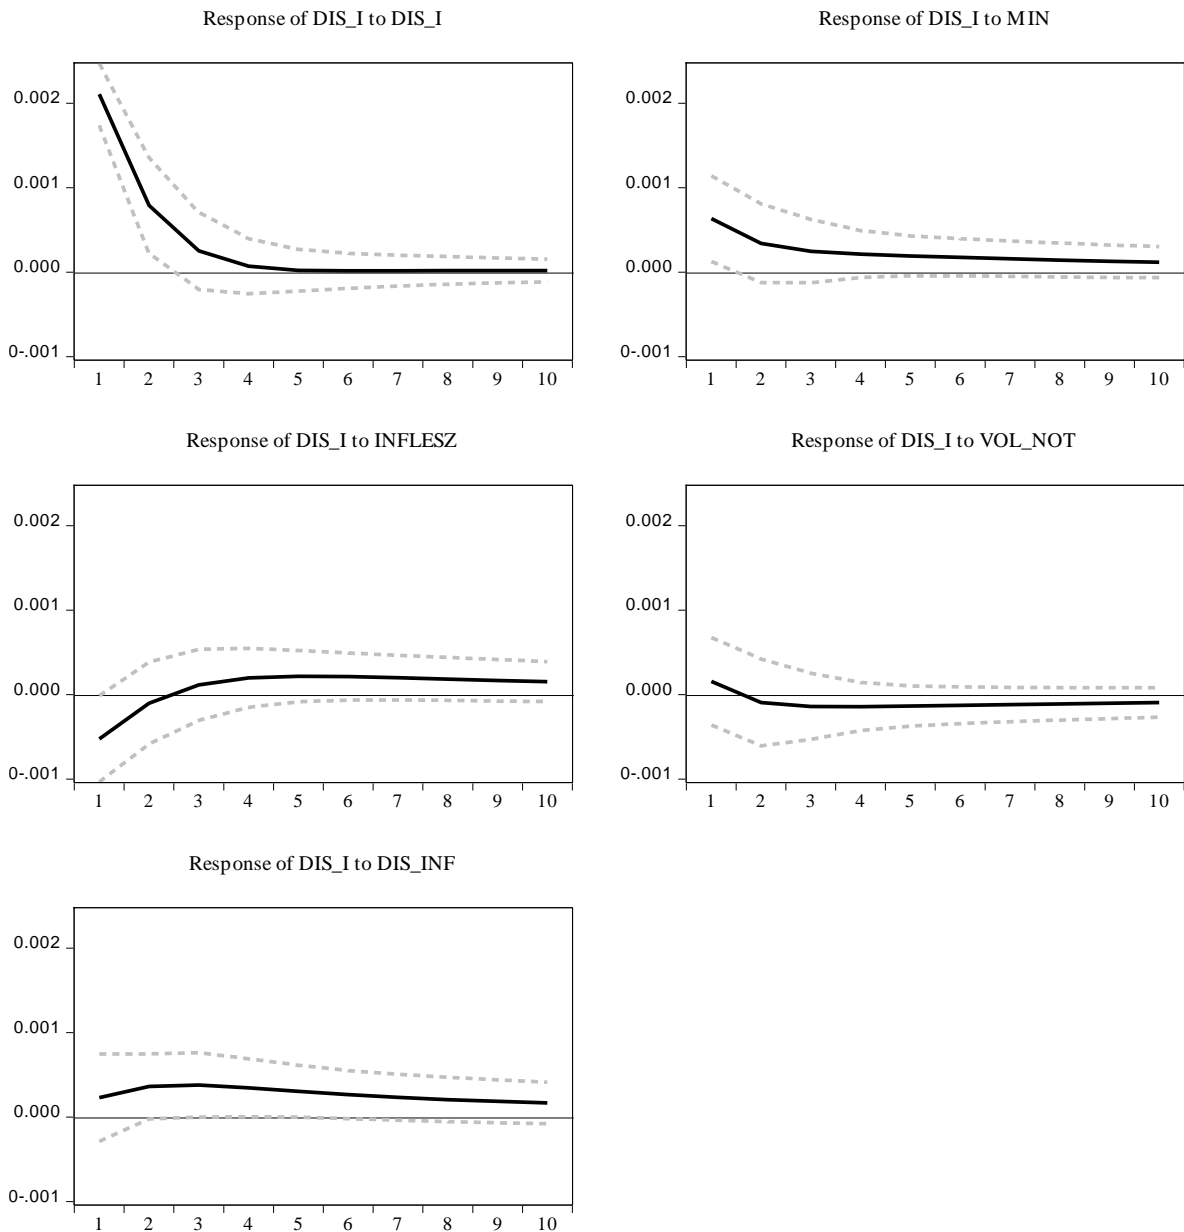 Response of DIS_I to DIS_I
0.002
0.001
0.000
0-.001
1 2 3 4 5 6 7 8 9 10
Response of DIS_I to MIN
0.002
0.001
0.000
0-.001
1 2 3 4 5 6 7 8 9 10
Response of DIS_I to INFLESZ
0.002
0.001
0.000
0-.001
1 2 3 4 5 6 7 8 9 10
Response of DIS_I to VOL_NOT
0.002
0.001
0.000
0-.001
1 2 3 4 5 6 7 8 9 10
Response of DIS_I to DIS_INF
0.002
0.001
0.000
0-.001
1 2 3 4 5 6 7 8 9 10